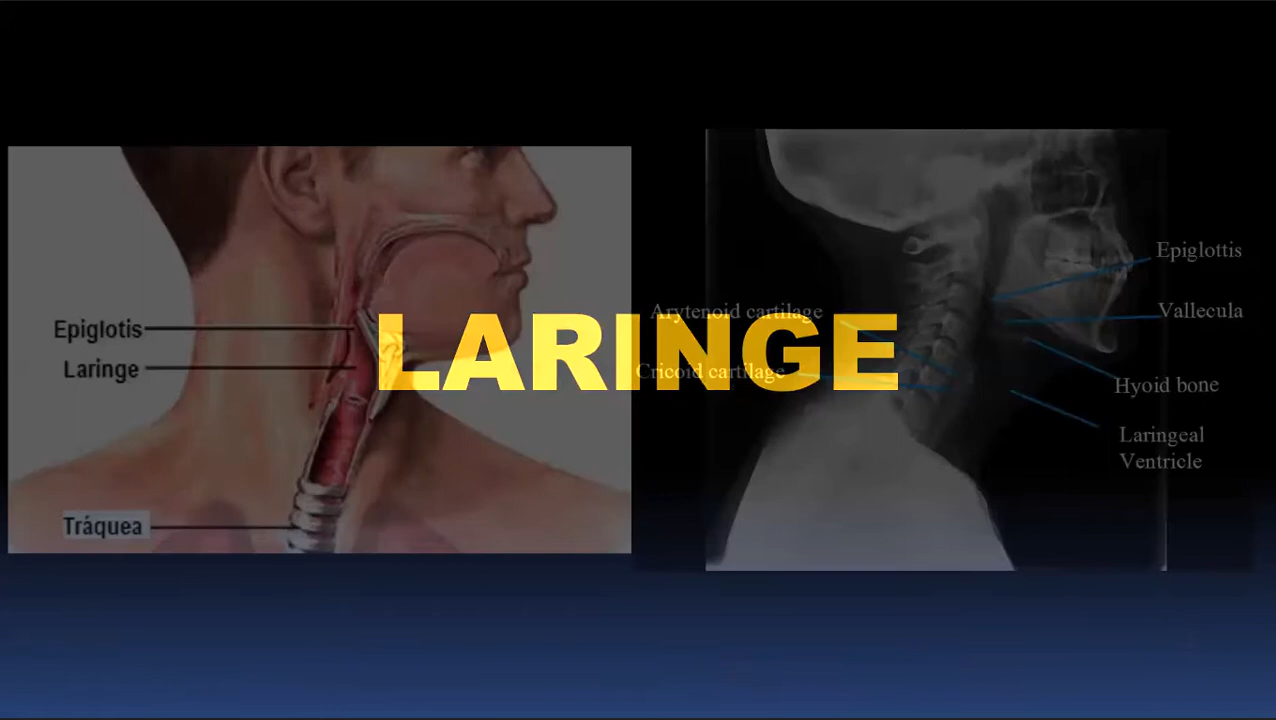 LARINGE
Epiglotis
Laringe
Tráquea
Arytenoid cartilage
Cricoid cartilage
Epiglottis
Vallecula
Hyoid bone
Laringeal
Ventricle